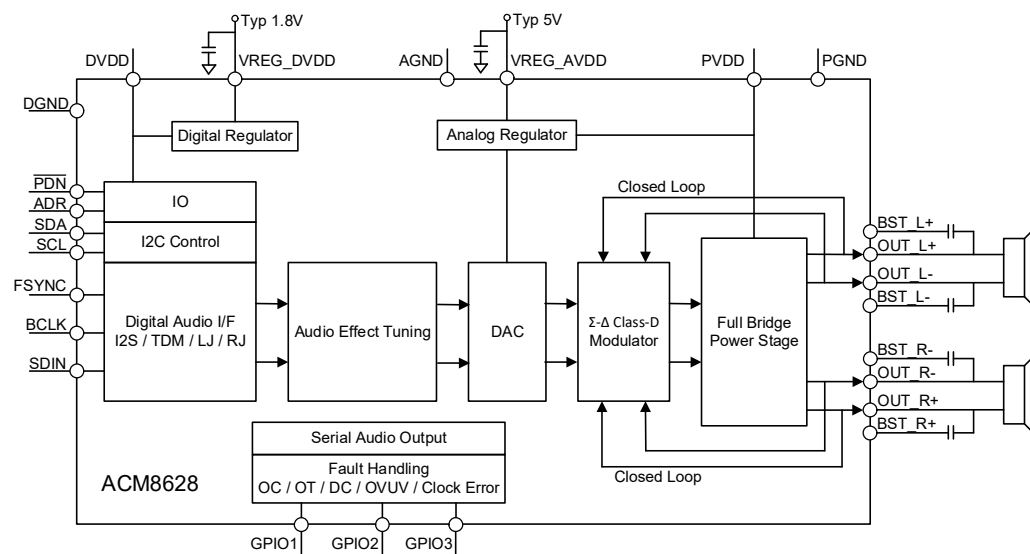 Typ 1.8V
Typ 5V
DVDD
VREG_DVDD
AGND
VREG_AVDD
PVDD
PGND
DGND
Digital Regulator
Analog Regulator
PDN
ADR
SDA
SCL
FSYNC
BCLK
SDIN
IO
I2C Control
Digital Audio I/F
I2S / TDM / LJ / RJ
Audio Effect Tuning
DAC
Closed Loop
Σ-Δ Class-D
Modulator
Full Bridge
Power Stage
Closed Loop
BST_L+
OUT_L+
OUT_L-
BST_L-
BST_R-
OUT_R-
OUT_R+
BST_R+
Serial Audio Output
Fault Handling
OC / OT / DC / OVUV / Clock Error
ACM8628
GPIO1
GPIO2
GPIO3